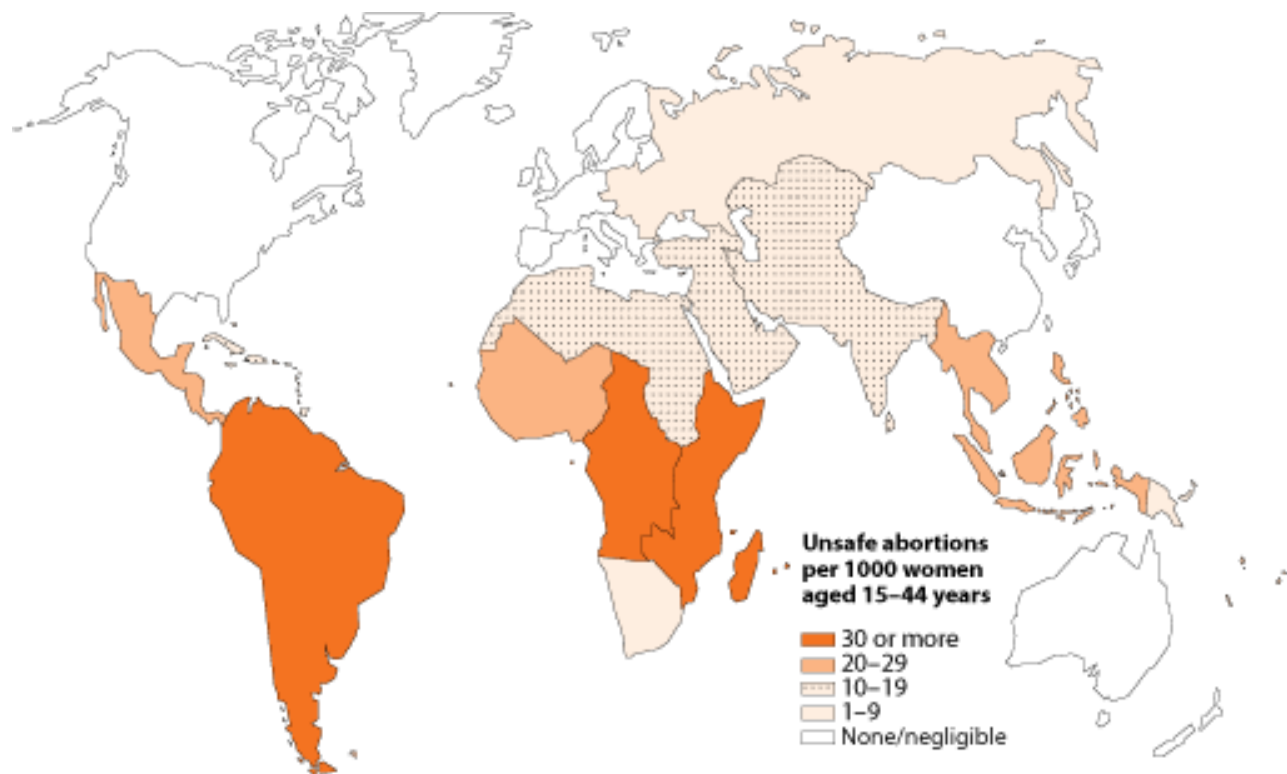 Unsafe abortions
per 1000 women
aged 15–44 years
30 or more
20–29
10–19
1–9
None/negligible